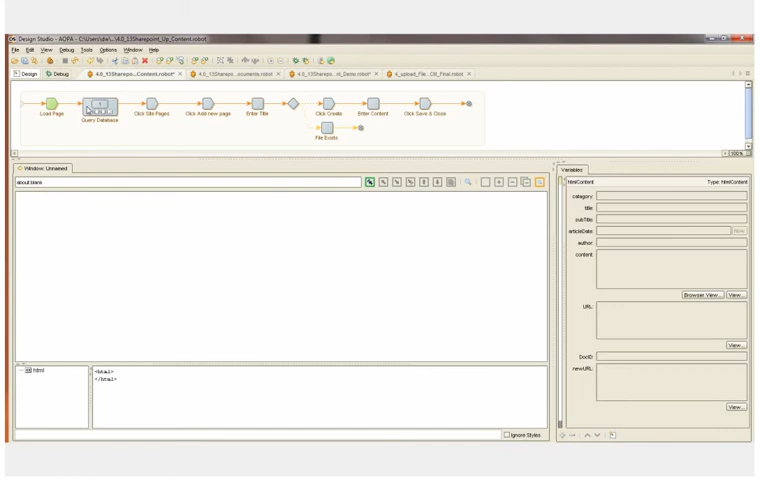 Design Studio - AOPA - C:\Users\dw\...\4.0_13Sharepoint_Up_Content.robot
File Edit View Debug Tools Options Window Help
Design Debug 4.0_13Sharepo...Content.robot* 4.0_13Sharepo...ocuments.robot 4.0_13Sharepo...nt_Demo.robot* 4_upload_File...Ctl_Final.robot
Load Page Query Database Click Site Pages Click Add new page Enter Title Click Create Enter Content Click Save & Close
File Exists
100%
Window: Unnamed Variables
about:blank
htmlContent Type: HtmlContent
catagory:
title:
subTitle:
articleDate: Now
author:
content:
Browser View... View...
URL:
View...
DocID:
newURL:
View...
html
<html>
</html>
Ignore Styles